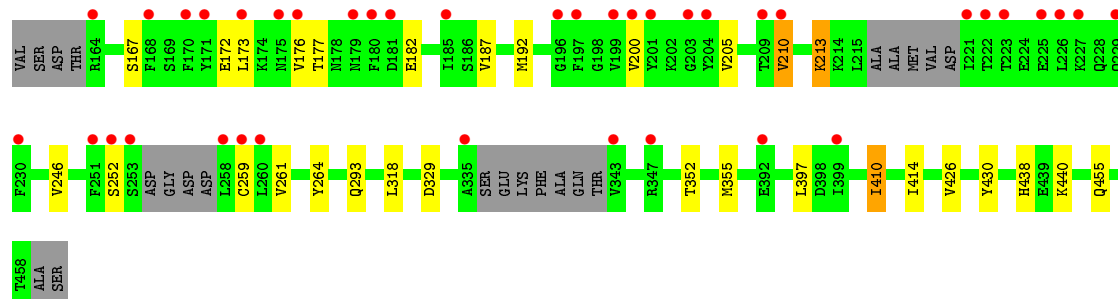 VAL SER ASP THR R164 S167 F168 S169 F170 Y171 E172 L173 K174 N175 V176 T177 N178 N179 F180 D181 E182 I185 S186 V187 M192 G196 F197 G198 V199 V200 Y201 K202 G203 Y204 V205 T209 V210 K213 K214 L215 ALA ALA MET VAL ASP I221 T222 T223 E224 E225 L226 K227 Q228
F230 V246 F251 S252 S253 ASP GLY ASP ASP L258 C259 L260 V261 Y264 Q293 L318 D329 A335 SER GLU LYS PHE ALA GLN THR V343 R347 T352 M355 E392 L397 D398 I399 I410 I414 V426 Y430 H438 E439 K440 Q455
T458 ALA SER